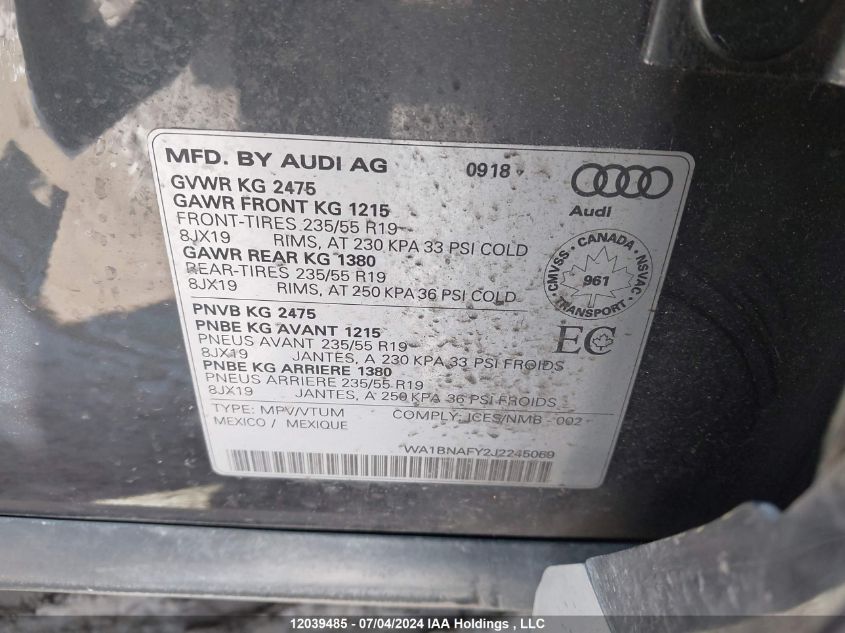 MFD. BY AUDI AG 0918
GVWR KG 2475
GAWR FRONT KG 1215
FRONT-TIRES 235/55 R19
8JX19 RIMS, AT 230 KPA 33 PSI COLD
GAWR REAR KG 1380
REAR-TIRES 235/55 R19
8JX19 RIMS, AT 250 KPA 36 PSI COLD
Audi
CMVSS · CANADA · NSVAC
961
TRANSPORT
PNVB KG 2475
PNBE KG AVANT 1215
PNEUS AVANT 235/55 R19
8JX19 JANTES, A 230 KPA 33 PSI FROIDS
PNBE KG ARRIERE 1380
PNEUS ARRIERE 235/55 R19
8JX19 JANTES, A 250 KPA 36 PSI FROIDS
EC
TYPE: MPV/VTUM COMPLY: ICES/NMB - 002
MEXICO / MEXIQUE
WA1BNAFY2J2245069
12039485 - 07/04/2024 IAA Holdings , LLC